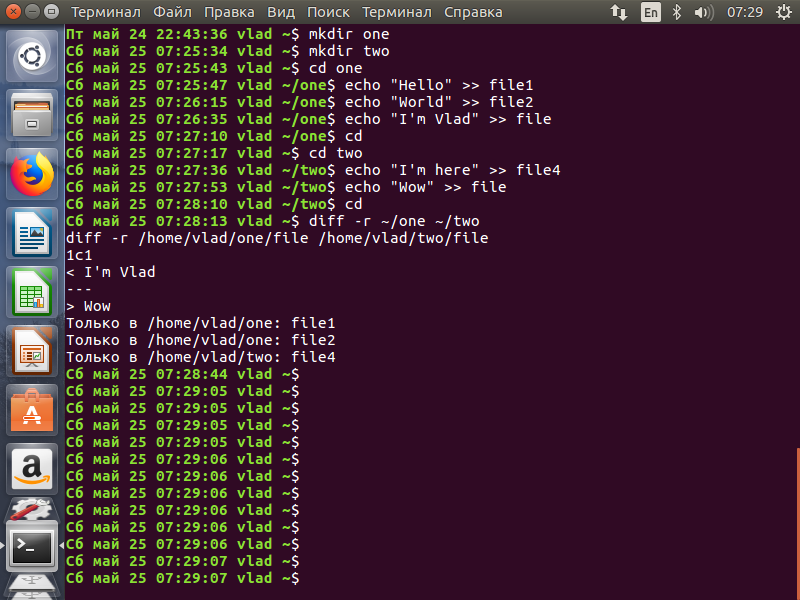 Терминал Файл Правка Вид Поиск Терминал Справка En 07:29
Пт май 24 22:43:36 vlad ~$ mkdir one
Сб май 25 07:25:34 vlad ~$ mkdir two
Сб май 25 07:25:43 vlad ~$ cd one
Сб май 25 07:25:47 vlad ~/one$ echo "Hello" >> file1
Сб май 25 07:26:15 vlad ~/one$ echo "World" >> file2
Сб май 25 07:26:35 vlad ~/one$ echo "I'm Vlad" >> file
Сб май 25 07:27:10 vlad ~/one$ cd
Сб май 25 07:27:17 vlad ~$ cd two
Сб май 25 07:27:36 vlad ~/two$ echo "I'm here" >> file4
Сб май 25 07:27:53 vlad ~/two$ echo "Wow" >> file
Сб май 25 07:28:10 vlad ~/two$ cd
Сб май 25 07:28:13 vlad ~$ diff -r ~/one ~/two
diff -r /home/vlad/one/file /home/vlad/two/file
1c1
< I'm Vlad
---
> Wow
Только в /home/vlad/one: file1
Только в /home/vlad/one: file2
Только в /home/vlad/two: file4
Сб май 25 07:28:44 vlad ~$
Сб май 25 07:29:05 vlad ~$
Сб май 25 07:29:05 vlad ~$
Сб май 25 07:29:05 vlad ~$
Сб май 25 07:29:05 vlad ~$
Сб май 25 07:29:06 vlad ~$
Сб май 25 07:29:06 vlad ~$
Сб май 25 07:29:06 vlad ~$
Сб май 25 07:29:06 vlad ~$
Сб май 25 07:29:06 vlad ~$
Сб май 25 07:29:06 vlad ~$
Сб май 25 07:29:07 vlad ~$
Сб май 25 07:29:07 vlad ~$